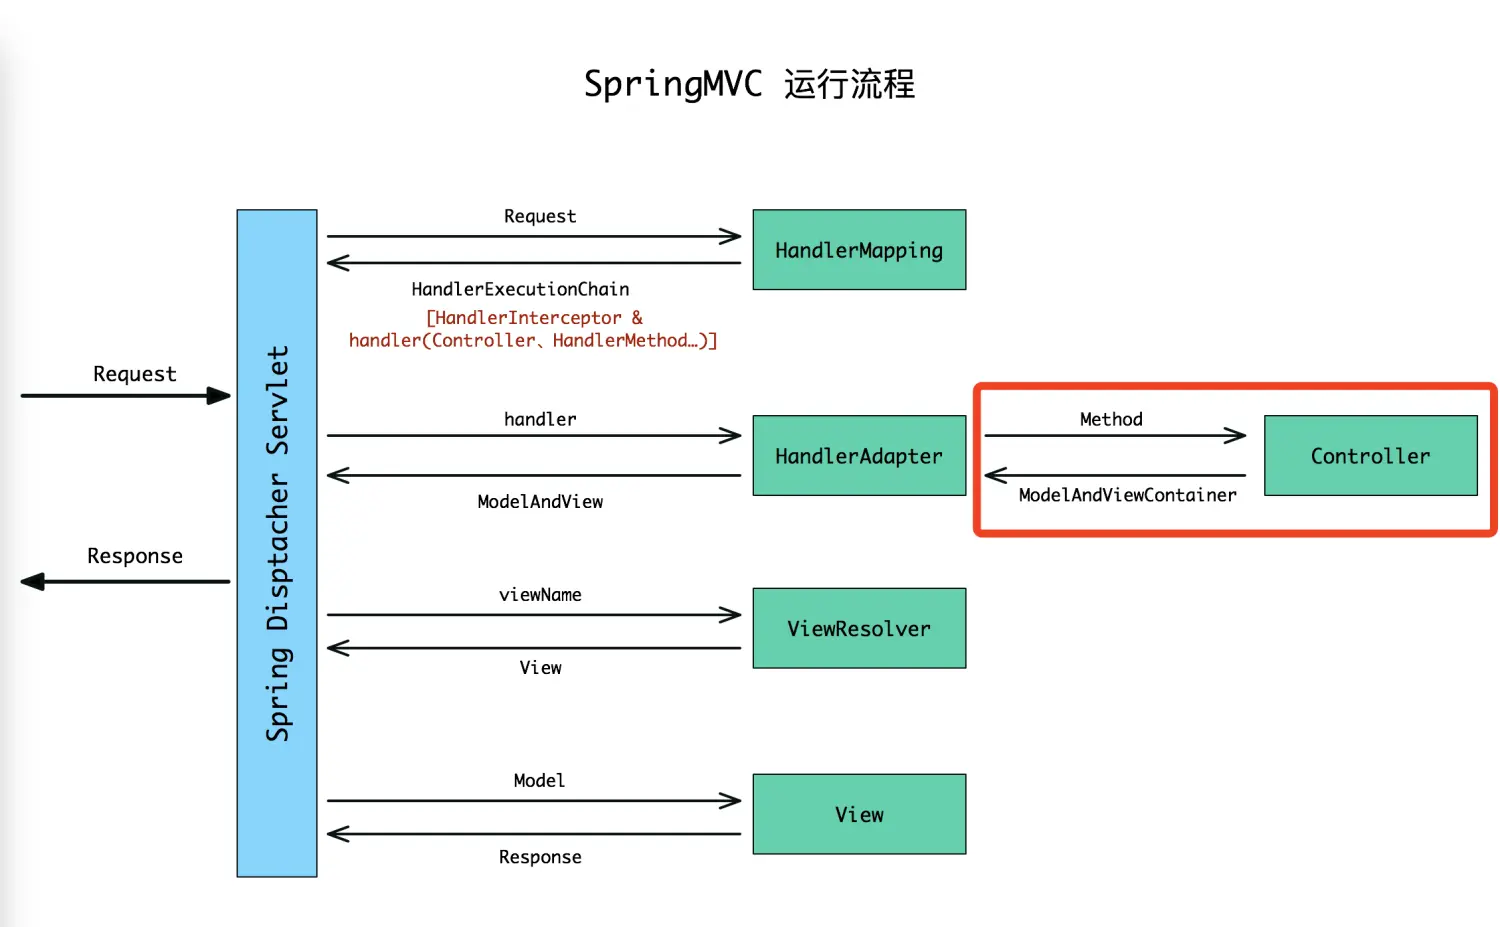 SpringMVC 运行流程
Request
HandlerMapping
HandlerExecutionChain
[HandlerInterceptor &
handler(Controller、HandlerMethod…)]
Request
Spring Disptacher Servlet
handler
HandlerAdapter
ModelAndView
Method
Controller
ModelAndViewContainer
Response
viewName
ViewResolver
View
Model
View
Response